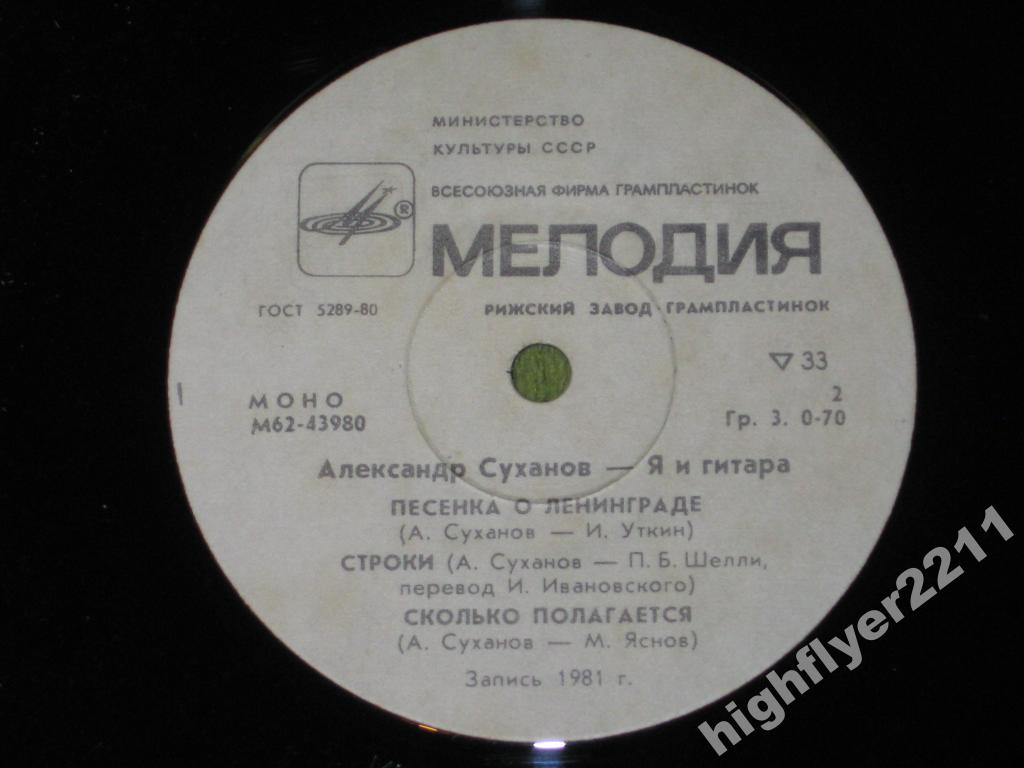 МИНИСТЕРСТВО
КУЛЬТУРЫ СССР
ВСЕСОЮЗНАЯ ФИРМА ГРАМПЛАСТИНОК
®
МЕЛОДИЯ
ГОСТ 5289-80
РИЖСКИЙ ЗАВОД ГРАМПЛАСТИНОК
▽ 33
МОНО
2
М62-43980
Гр. 3. 0-70
Александр Суханов — Я и гитара
ПЕСЕНКА О ЛЕНИНГРАДЕ
(А. Суханов — И. Уткин)
СТРОКИ (А. Суханов — П. Б. Шелли,
перевод И. Ивановского)
СКОЛЬКО ПОЛАГАЕТСЯ
(А. Суханов — М. Яснов)
Запись 1981 г.
highflyer2211